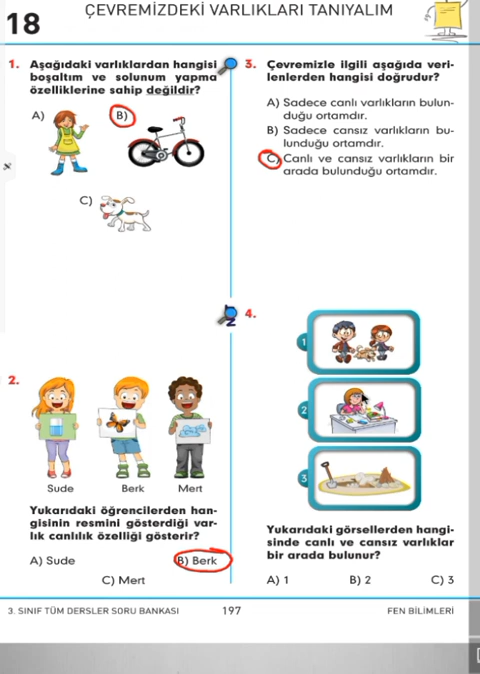 18
ÇEVREMİZDEKİ VARLIKLARI TANIYALIM
1. Aşağıdaki varlıklardan hangisi
boşaltım ve solunum yapma
özelliklerine sahip değildir?
A)
B)
C)
2.
Sude
Berk
Mert
Yukarıdaki öğrencilerden han-
gisinin resmini gösterdiği var-
lık canlılık özelliği gösterir?
A) Sude
B) Berk
C) Mert
3. Çevremizle ilgili aşağıda veri-
lenlerden hangisi doğrudur?
A) Sadece canlı varlıkların bulun-
duğu ortamdır.
B) Sadece cansız varlıkların bu-
lunduğu ortamdır.
C) Canlı ve cansız varlıkların bir
arada bulunduğu ortamdır.
4.
1
2
3
Yukarıdaki görsellerden hangi-
sinde canlı ve cansız varlıklar
bir arada bulunur?
A) 1
B) 2
C) 3
3. SINIF TÜM DERSLER SORU BANKASI
197
FEN BİLİMLERİ